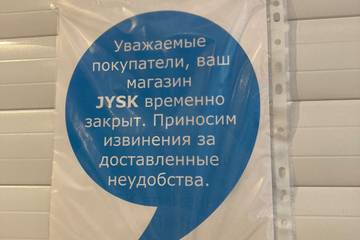 Уважаемые
покупатели, ваш
магазин
JYSK временно
закрыт. Приносим
извинения за
доставленные
неудобства.